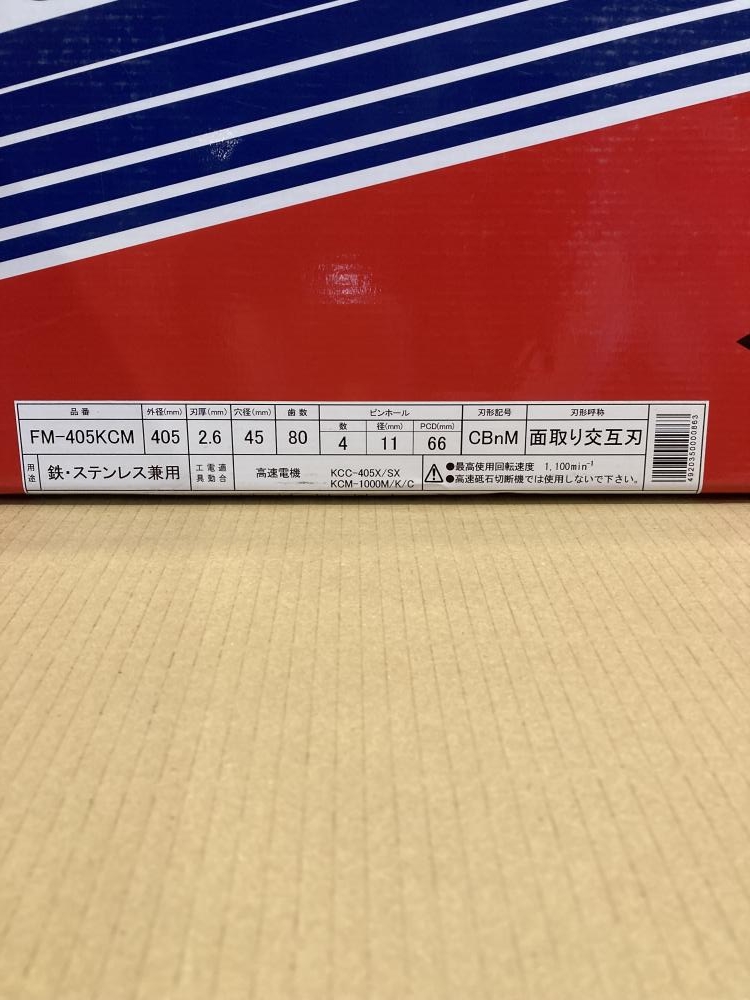 品番 外径(mm) 刃厚(mm) 穴径(mm) 歯数 ピンホール 刃形記号 刃形呼称
数 径(mm) PCD(mm)
FM-405KCM 405 2.6 45 80 4 11 66 CBnM 面取り交互刃
用途 鉄・ステンレス兼用 工電適具動合 高速電機 KCC-405X/SX
KCM-1000M/K/C
●最高使用回転速度 1,100min⁻¹
●高速砥石切断機では使用しないで下さい。
4920350000863